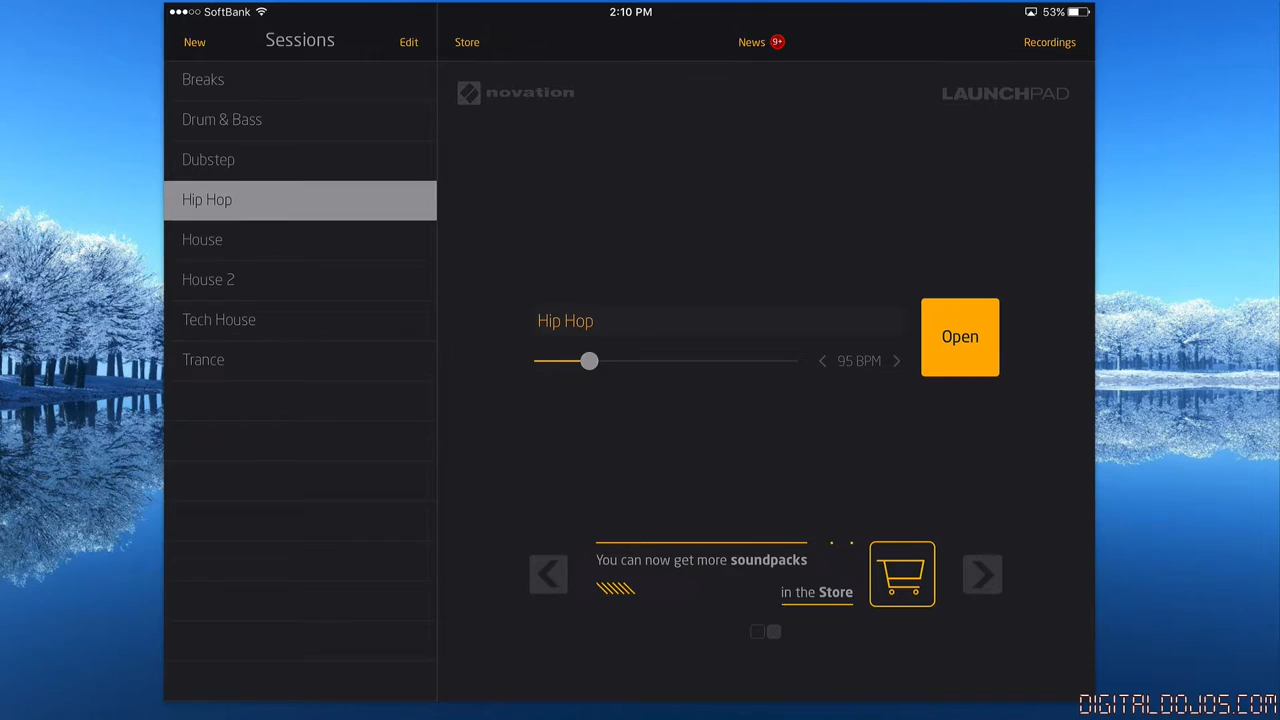 SoftBank
2:10 PM
53%
New
Sessions
Edit
Store
News 9+
Recordings
novation
LAUNCHPAD
Breaks
Drum & Bass
Dubstep
Hip Hop
House
House 2
Tech House
Trance
Hip Hop
95 BPM
Open
You can now get more soundpacks
in the Store
DIGITALDOJOS.COM